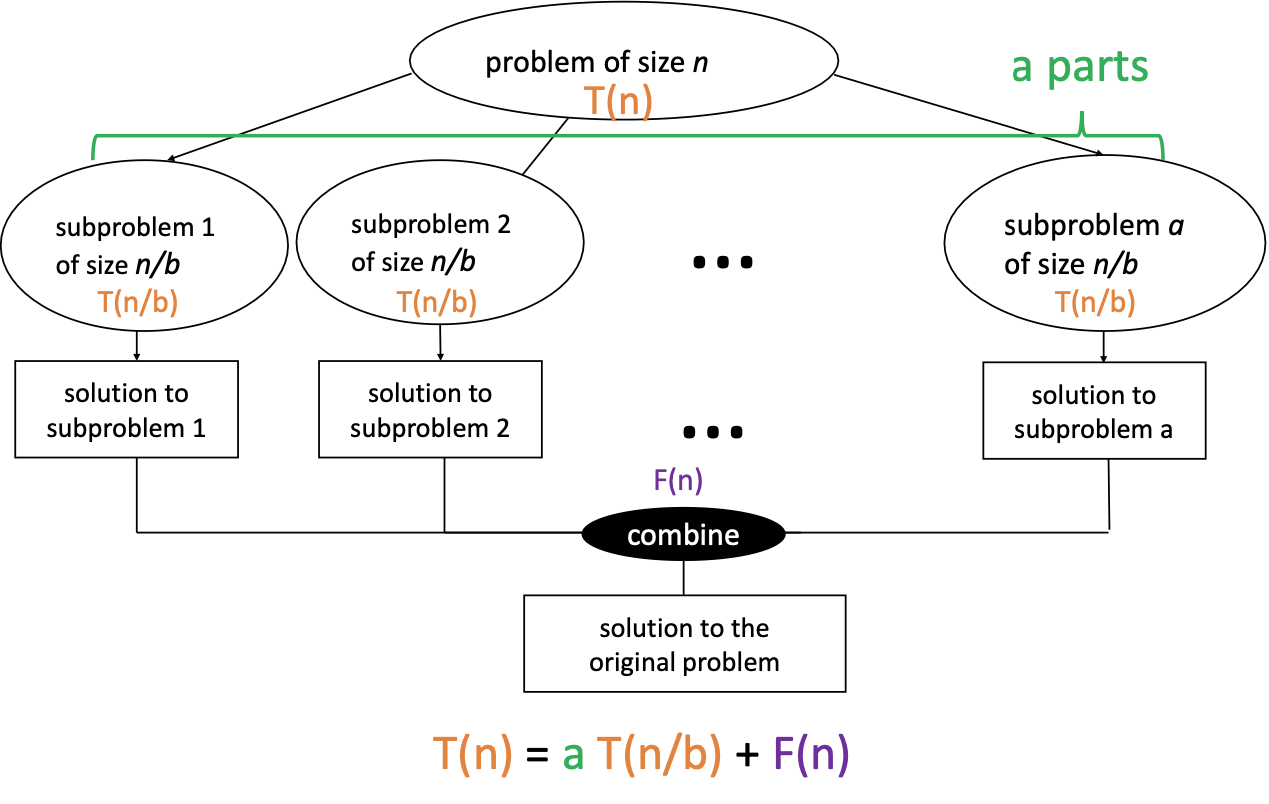 problem of size n
T(n)
a parts
subproblem 1
of size n/b
T(n/b)
subproblem 2
of size n/b
T(n/b)
...
subproblem a
of size n/b
T(n/b)
solution to
subproblem 1
solution to
subproblem 2
...
solution to
subproblem a
F(n)
combine
solution to the
original problem
T(n) = a T(n/b) + F(n)